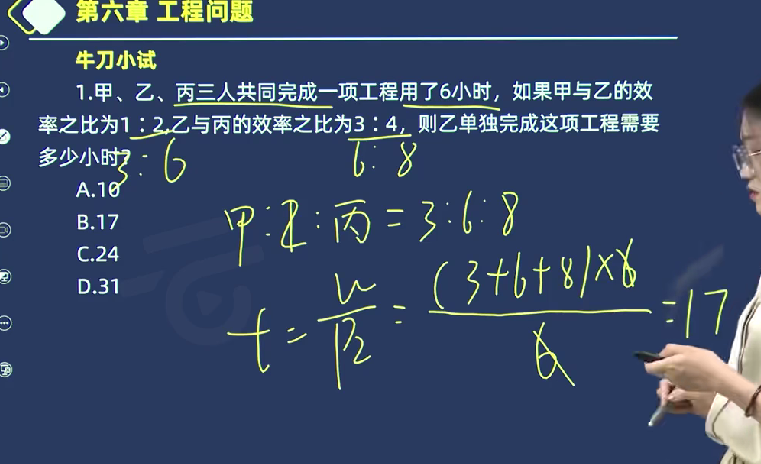 第六章 工程问题
牛刀小试
1.甲、乙、丙三人共同完成一项工程用了6小时，如果甲与乙的效
率之比为1∶2,乙与丙的效率之比为3∶4，则乙单独完成这项工程需要
多少小时?
3:6 6:8
A.10
B.17
C.24
D.31
甲:乙:丙=3:6:8
t = W/P乙 = (3+6+8)×6/6 =17